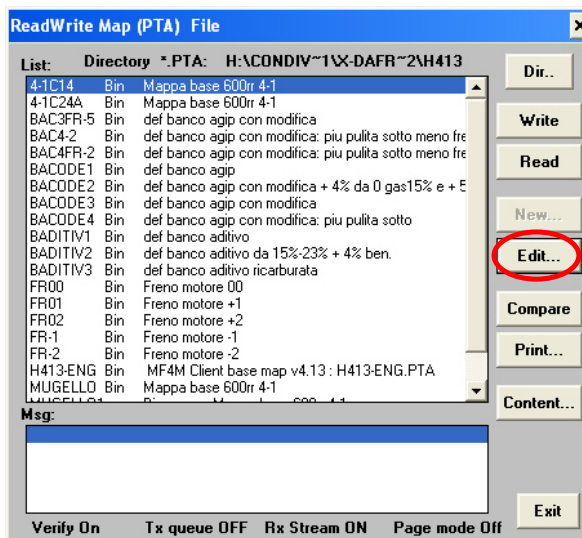 ReadWrite Map (PTA) File
List: Directory *.PTA: H:\CONDIV~1\X-DAFR~2\H413
4-1C14 Bin Mappa base 600rr 4-1
4-1C24A Bin Mappa base 600rr 4-1
BAC3FR-5 Bin def banco agip con modifica
BAC4-2 Bin def banco agip con modifica: piu pulita sotto meno fre
BAC4FR-2 Bin def banco agip con modifica: piu pulita sotto meno fre
BACODE1 Bin def banco agip
BACODE2 Bin def banco agip con modifica + 4% da 0 gas15% e + 5
BACODE3 Bin def banco agip con modifica
BACODE4 Bin def banco agip con modifica: piu pulita sotto
BADITIV1 Bin def banco aditivo
BADITIV2 Bin def banco aditivo da 15%-23% + 4% ben.
BADITIV3 Bin def banco aditivo ricarburata
FR00 Bin Freno motore 00
FR01 Bin Freno motore +1
FR02 Bin Freno motore +2
FR-1 Bin Freno motore -1
FR-2 Bin Freno motore -2
H413-ENG Bin MF4M Client base map v4.13 : H413-ENG.PTA
MUGELLO Bin Mappa base 600rr 4-1
Dir..
Write
Read
New...
Edit...
Compare
Print...
Content...
Msg:
Exit
Verify On Tx queue OFF Rx Stream ON Page mode Off